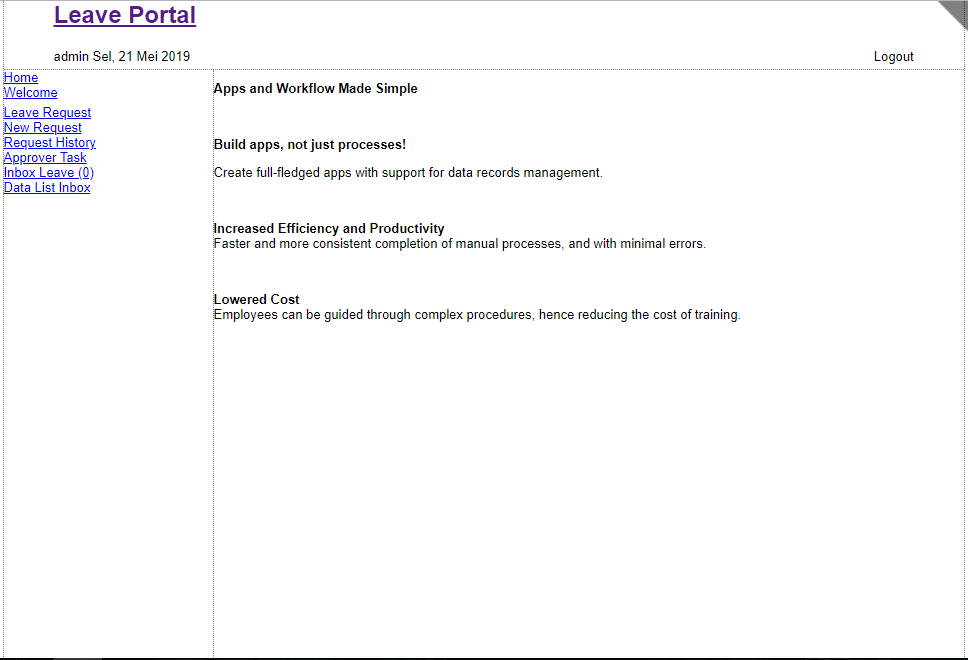 Leave Portal
admin Sel, 21 Mei 2019
Logout
Home
Welcome
Leave Request
New Request
Request History
Approver Task
Inbox Leave (0)
Data List Inbox
Apps and Workflow Made Simple
Build apps, not just processes!
Create full-fledged apps with support for data records management.
Increased Efficiency and Productivity
Faster and more consistent completion of manual processes, and with minimal errors.
Lowered Cost
Employees can be guided through complex procedures, hence reducing the cost of training.